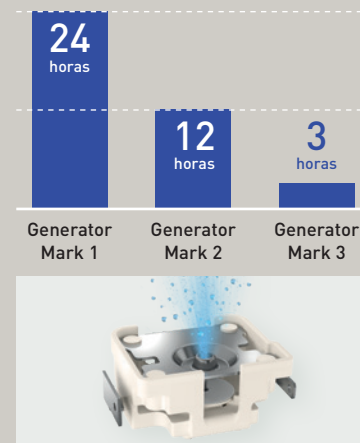 24
horas
12
horas
3
horas
Generator
Mark 1
Generator
Mark 2
Generator
Mark 3